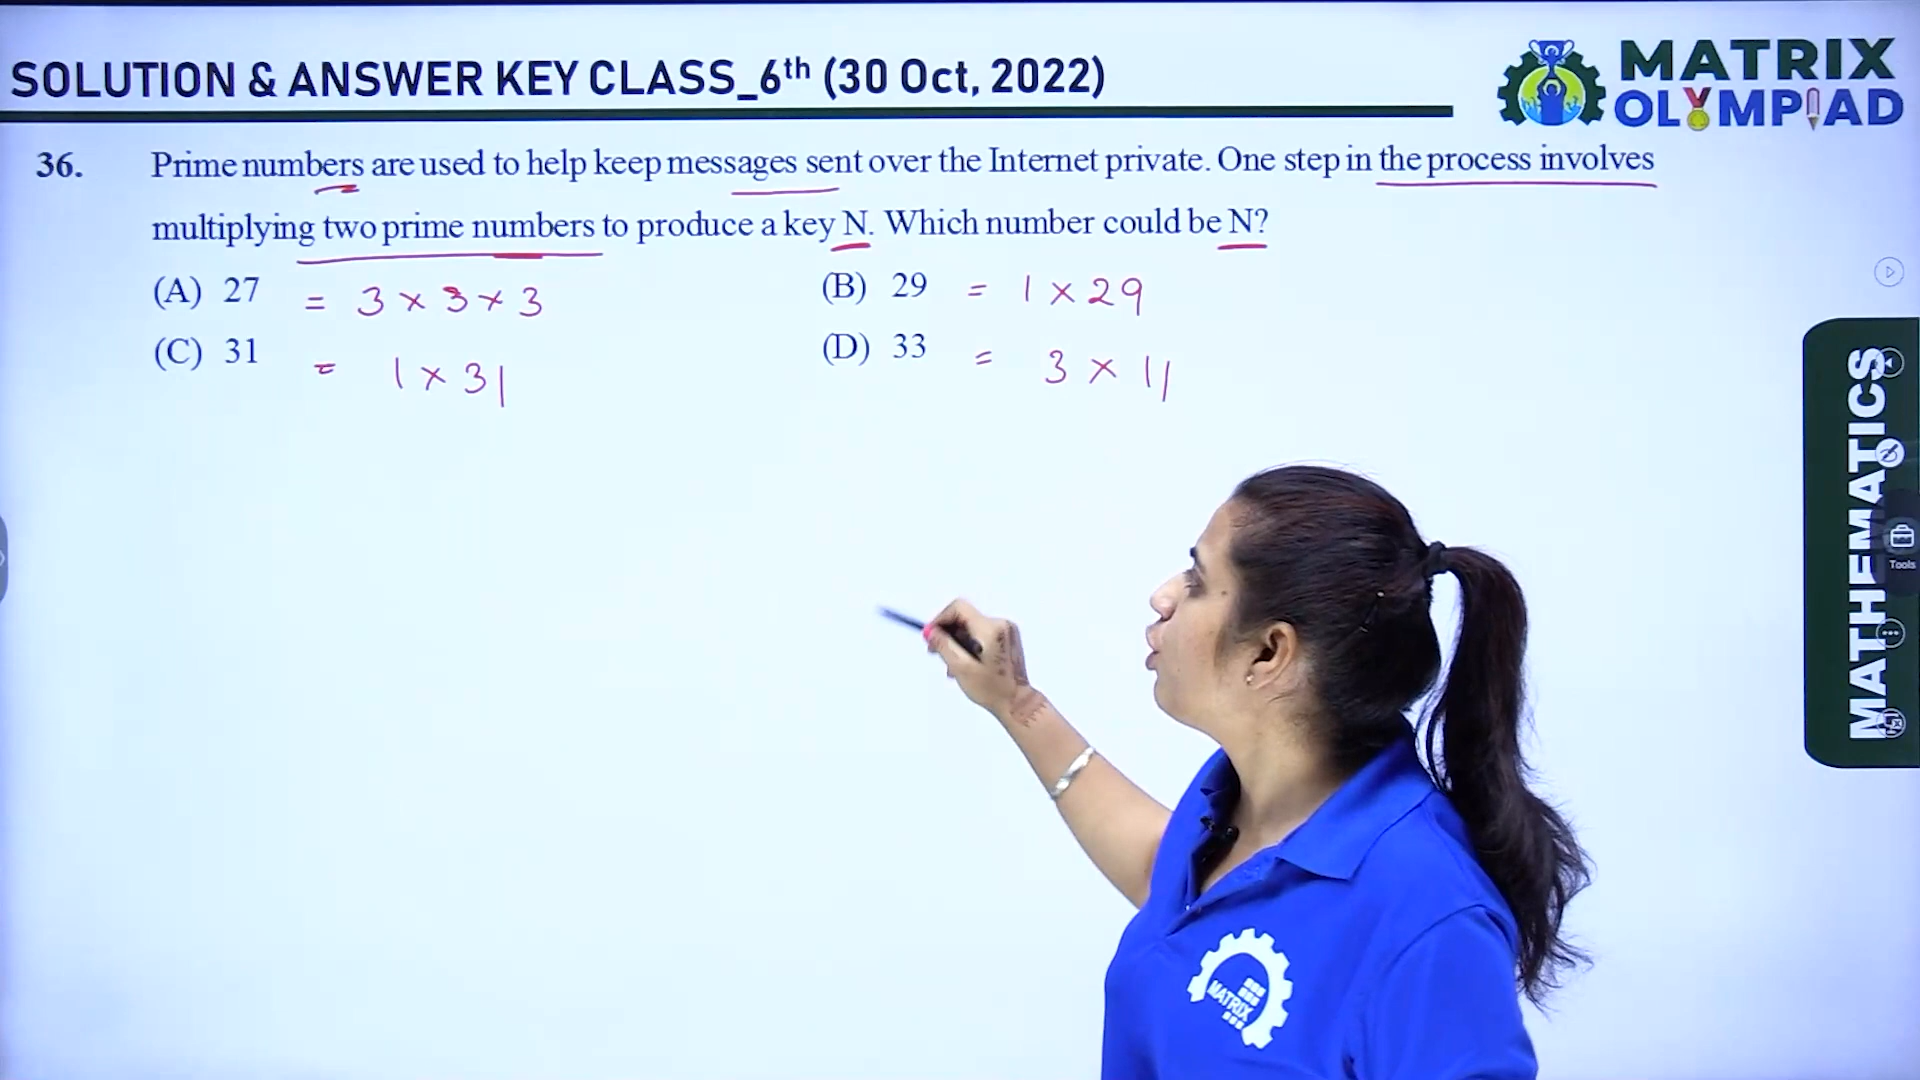 SOLUTION & ANSWER KEY CLASS_6th (30 Oct, 2022)
MATRIX
OLYMPIAD
36. Prime numbers are used to help keep messages sent over the Internet private. One step in the process involves
multiplying two prime numbers to produce a key N. Which number could be N?
(A) 27 = 3 × 3 × 3 (B) 29 = 1 × 29
(C) 31 = 1 × 31 (D) 33 = 3 × 11
MATHEMATICS
Tools
MATRIX